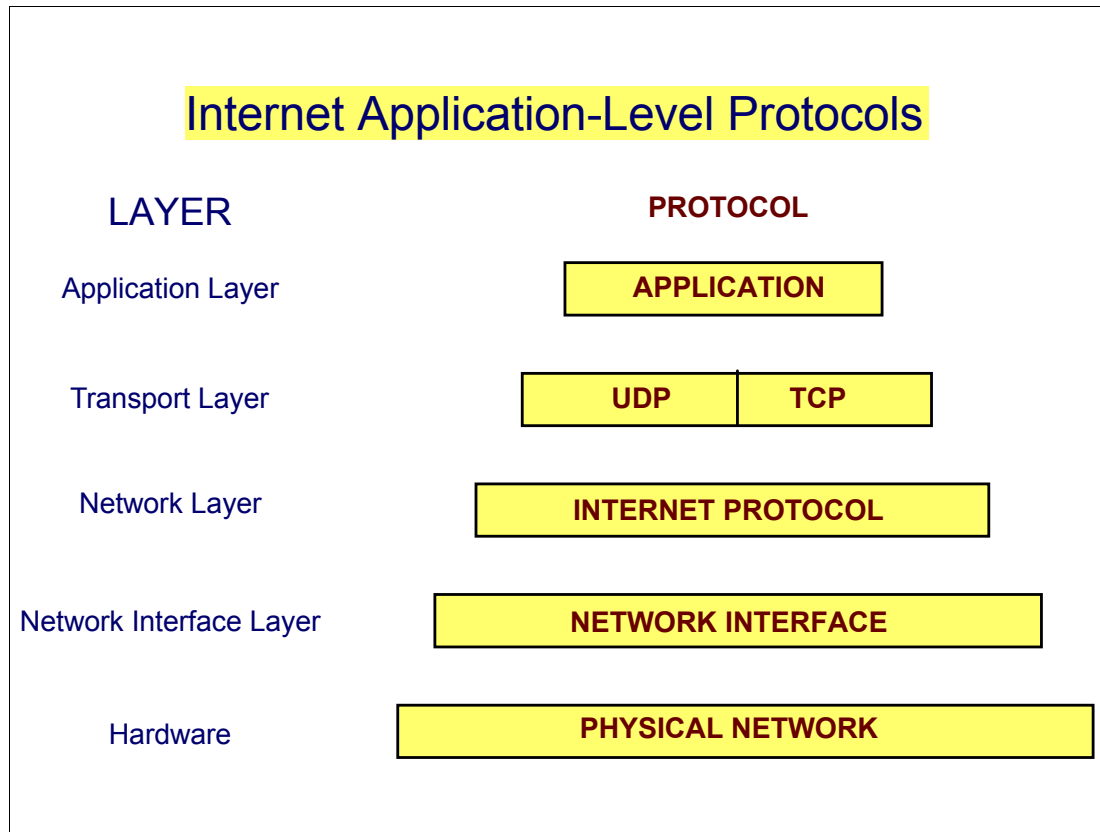 Internet Application-Level Protocols
LAYER PROTOCOL
Application Layer APPLICATION
Transport Layer UDP TCP
Network Layer INTERNET PROTOCOL
Network Interface Layer NETWORK INTERFACE
Hardware PHYSICAL NETWORK